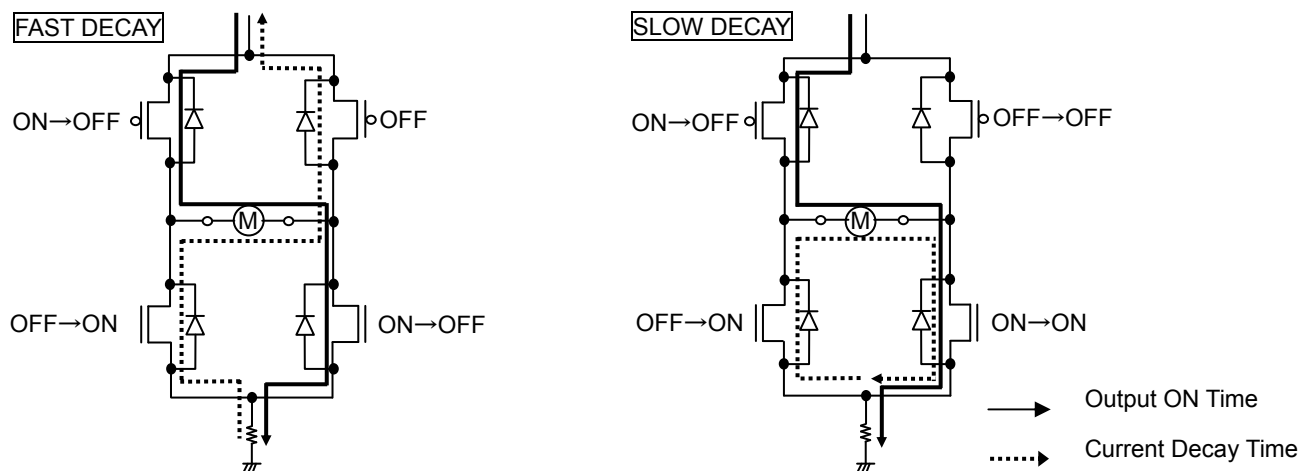 FAST DECAY
ON→OFF
OFF
M
OFF→ON
ON→OFF
SLOW DECAY
ON→OFF
OFF→OFF
M
OFF→ON
ON→ON
Output ON Time
Current Decay Time